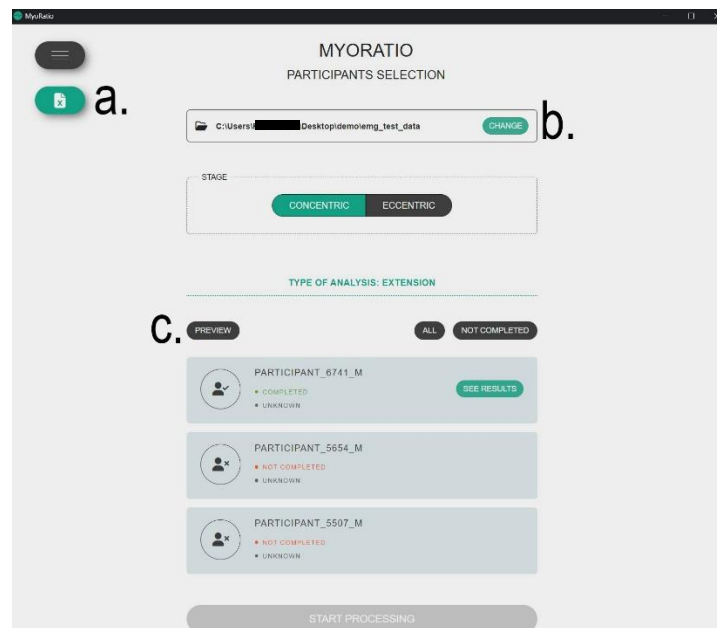 MyoRatio
MYORATIO
PARTICIPANTS SELECTION
a.
C:\Users\ Desktop\demo\emg_test_data
CHANGE
b.
STAGE
CONCENTRIC ECCENTRIC
TYPE OF ANALYSIS: EXTENSION
c.
PREVIEW
ALL NOT COMPLETED
PARTICIPANT_6741_M
COMPLETED
UNKNOWN
SEE RESULTS
PARTICIPANT_5654_M
NOT COMPLETED
UNKNOWN
PARTICIPANT_5507_M
NOT COMPLETED
UNKNOWN
START PROCESSING